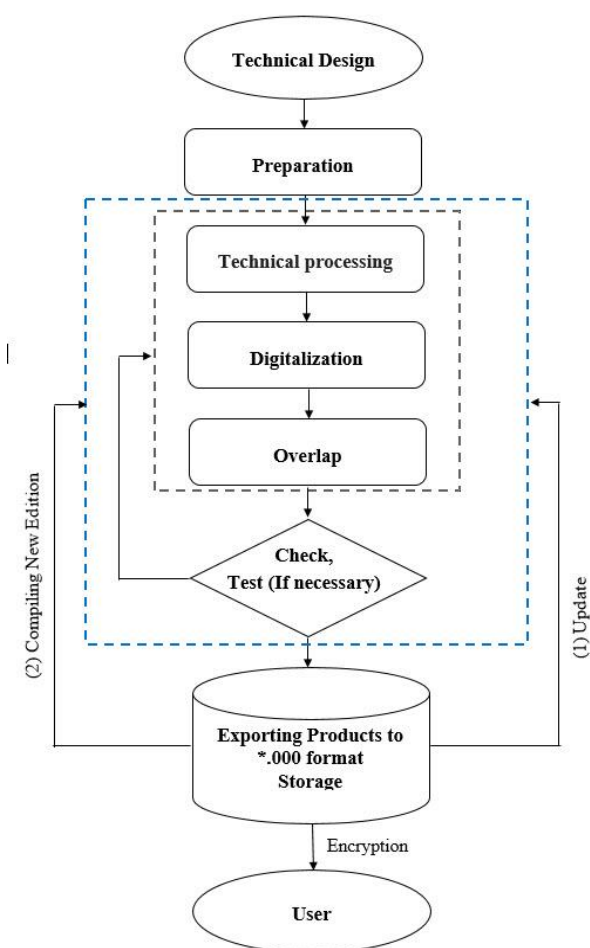 Technical Design
Preparation
Technical processing
Digitalization
Overlap
Check,
Test (If necessary)
(2) Compiling New Edition
(1) Update
Exporting Products to
*.000 format
Storage
Encryption
User